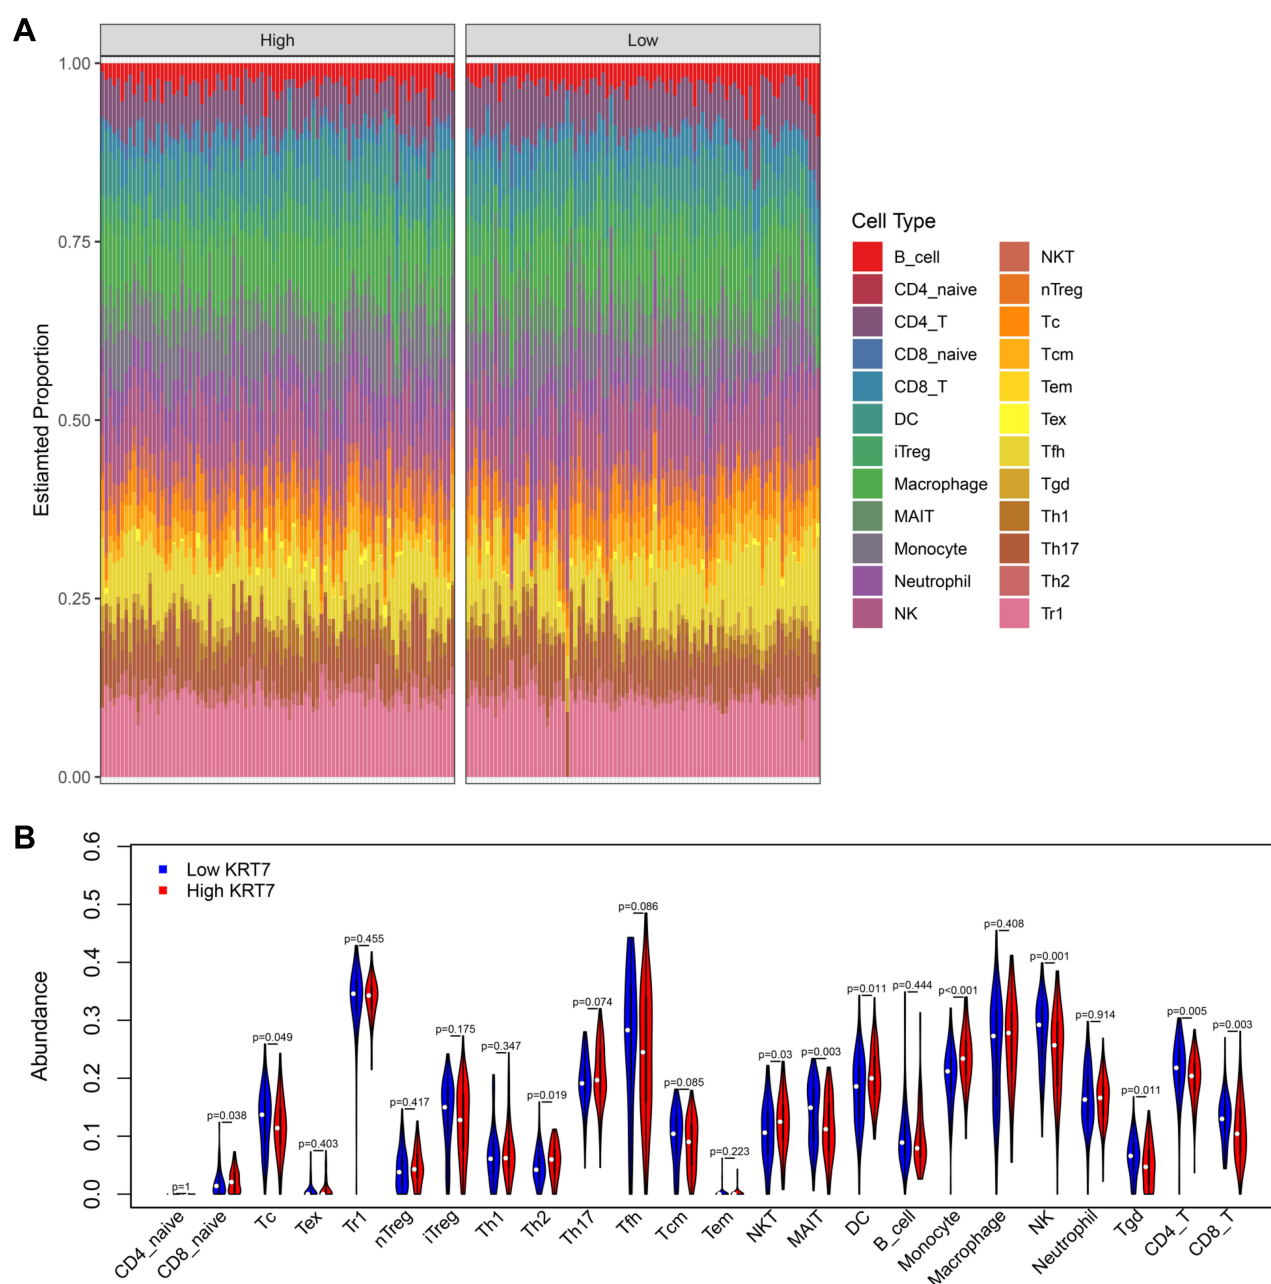 A
High
Low
1.00
0.75
0.50
0.25
0.00
Estiamted Proportion
Cell Type
B_cell
CD4_naive
CD4_T
CD8_naive
CD8_T
DC
iTreg
Macrophage
MAIT
Monocyte
Neutrophil
NK
NKT
nTreg
Tc
Tcm
Tem
Tex
Tfh
Tgd
Th1
Th17
Th2
Tr1
B
Abundance
0.6
0.5
0.4
0.3
0.2
0.1
0.0
Low KRT7
High KRT7
p=1
p=0.038
p=0.049
p=0.403
p=0.455
p=0.417
p=0.175
p=0.347
p=0.019
p=0.074
p=0.086
p=0.085
p=0.223
p=0.03
p=0.003
p=0.011
p=0.444
p<0.001
p=0.408
p=0.001
p=0.914
p=0.011
p=0.005
p=0.003
CD4_naive
CD8_naive
Tc
Tex
Tr1
nTreg
iTreg
Th1
Th2
Th17
Tfh
Tcm
Tem
NKT
MAIT
DC
B_cell
Monocyte
Macrophage
NK
Neutrophil
Tgd
CD4_T
CD8_T